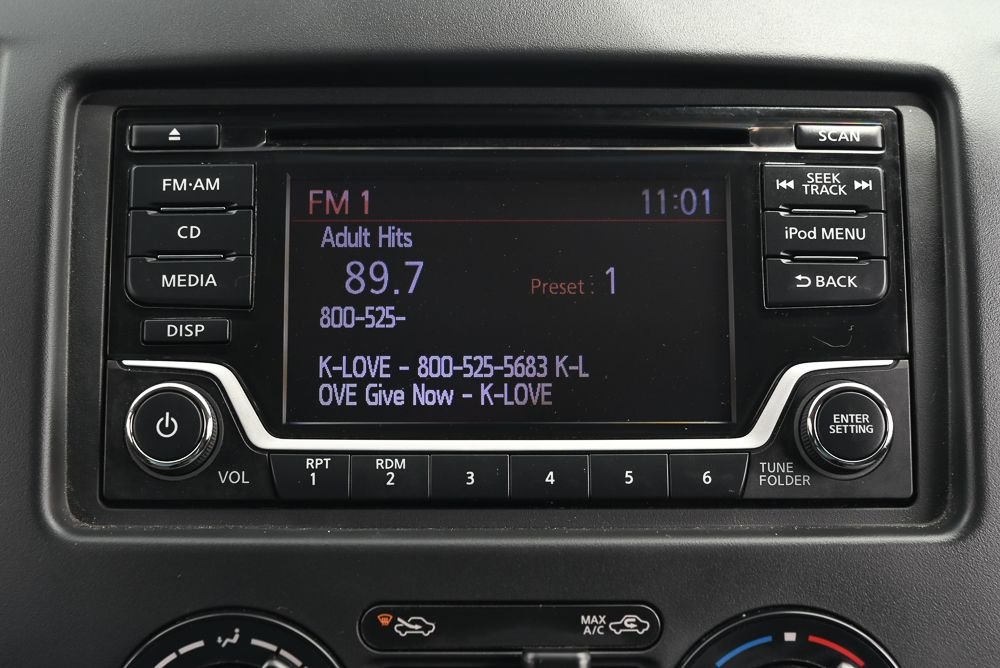 SCAN
FM·AM
CD
MEDIA
DISP
FM 1 11:01
Adult Hits
89.7 Preset : 1
800-525-
K-LOVE - 800-525-5683 K-L
OVE Give Now - K-LOVE
SEEK
TRACK
iPod MENU
BACK
VOL
RPT
1
RDM
2
3
4
5
6
ENTER
SETTING
TUNE
FOLDER
MAX
A/C